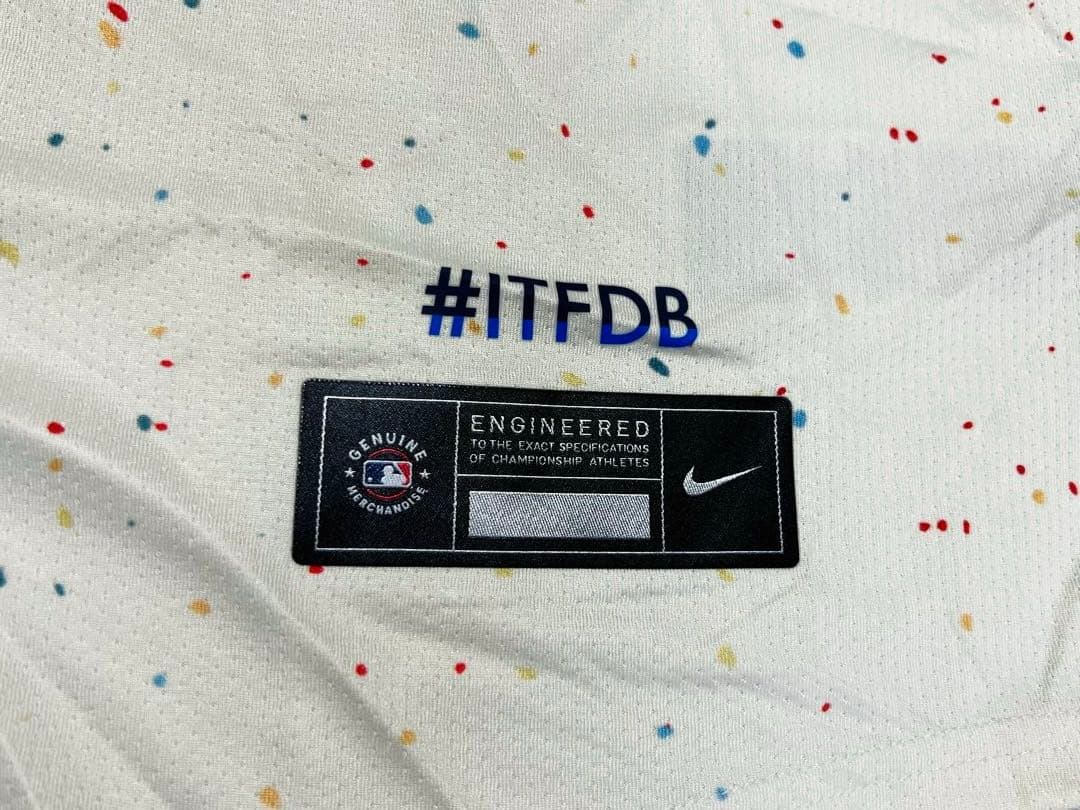 #ITFDB
GENUINE
MERCHANDISE
ENGINEERED
TO THE EXACT SPECIFICATIONS
OF CHAMPIONSHIP ATHLETES